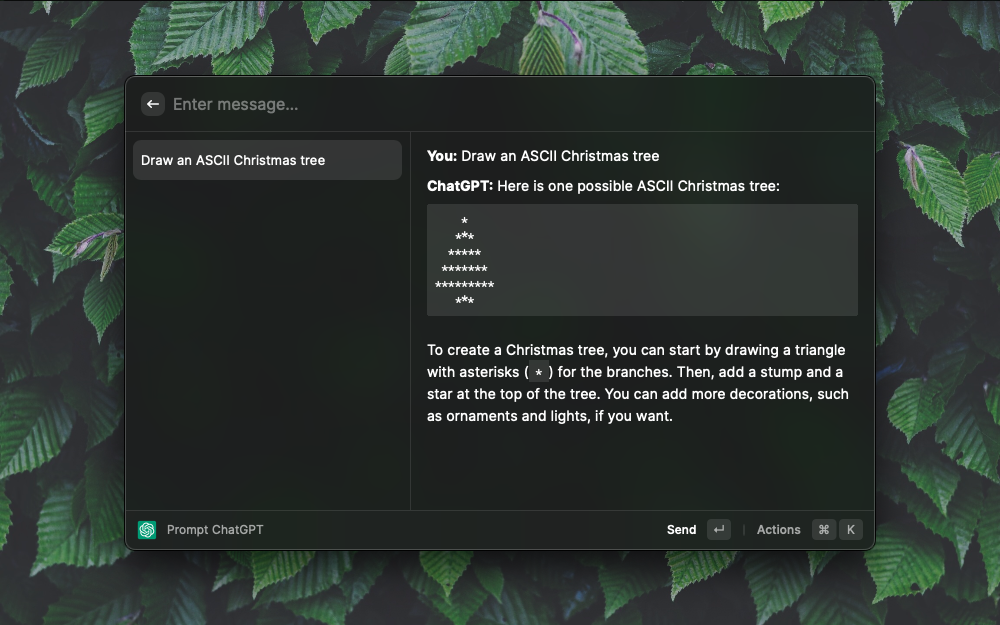 Enter message...
Draw an ASCII Christmas tree
You: Draw an ASCII Christmas tree
ChatGPT: Here is one possible ASCII Christmas tree:
    *
   ***
  *****
 *******
*********
   ***
To create a Christmas tree, you can start by drawing a triangle
with asterisks ( * ) for the branches. Then, add a stump and a
star at the top of the tree. You can add more decorations, such
as ornaments and lights, if you want.
Prompt ChatGPT
Send ↵ | Actions ⌘ K